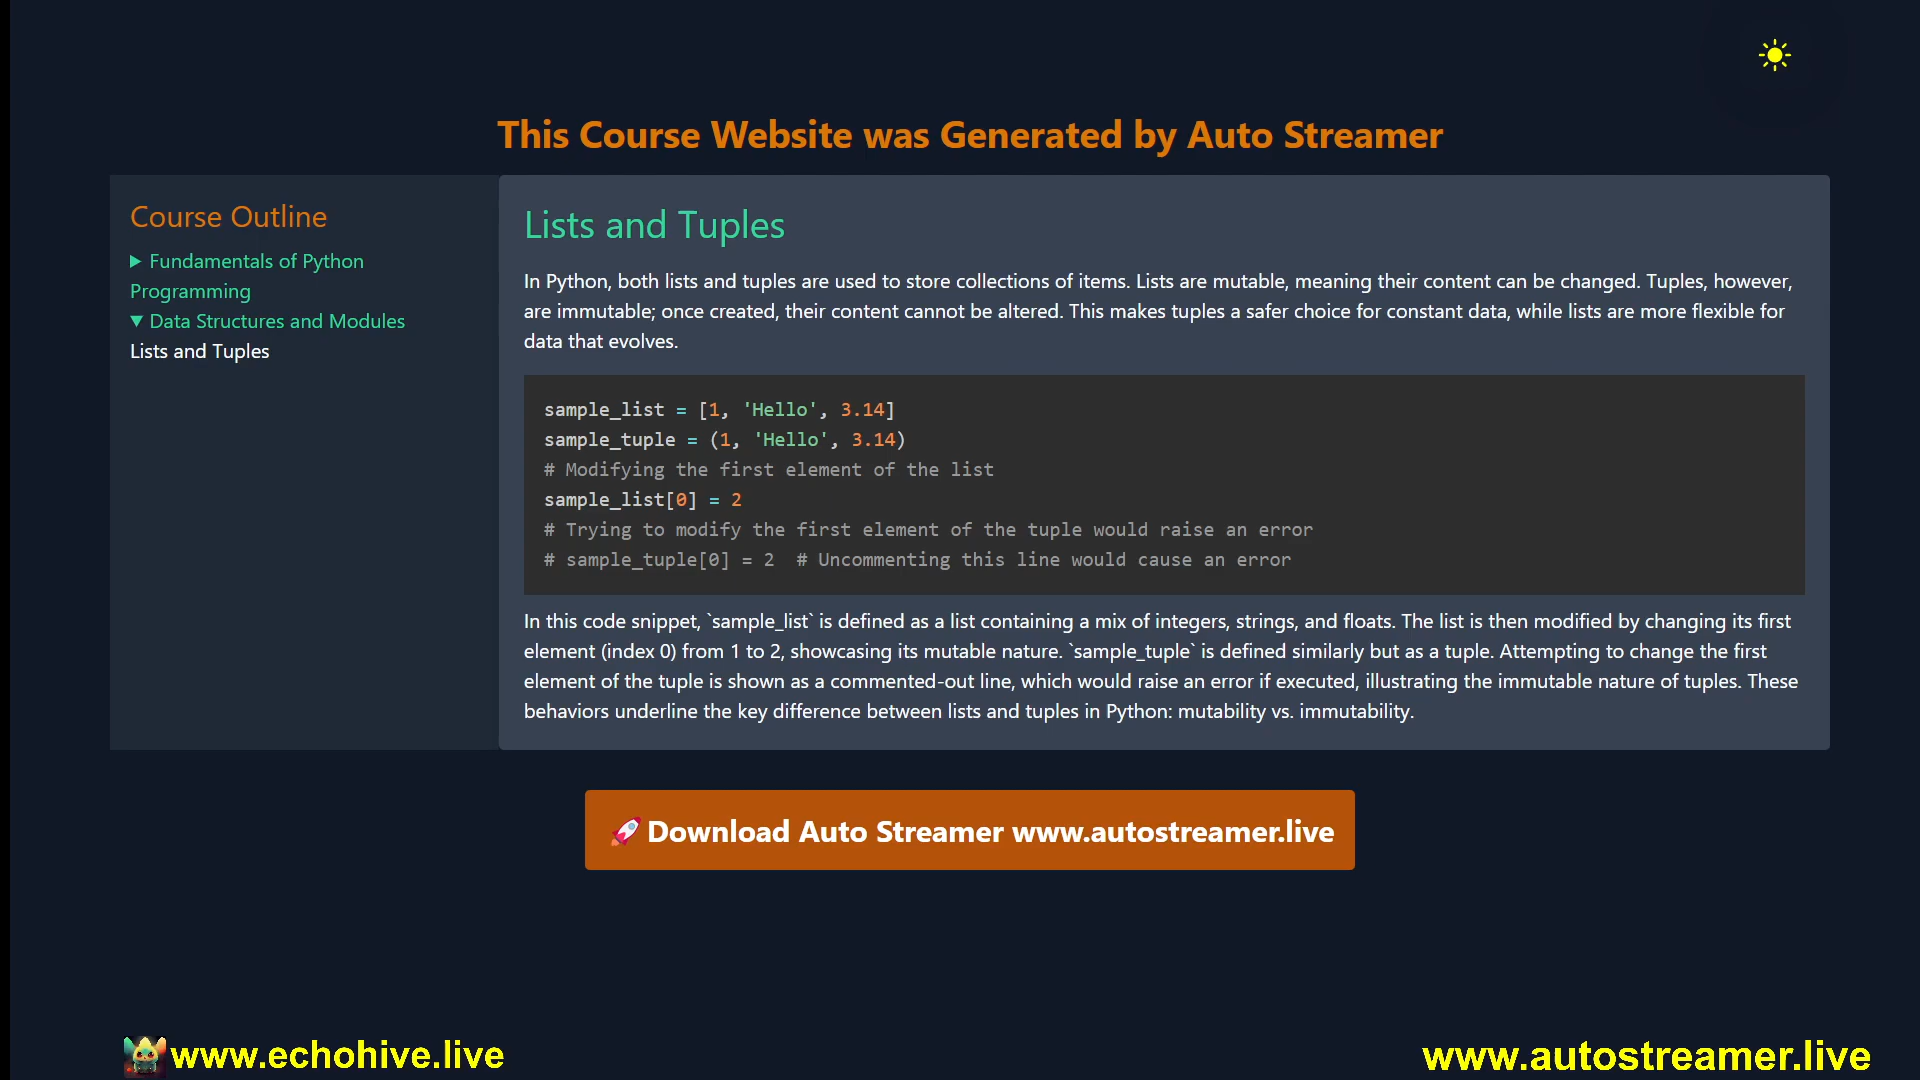 This Course Website was Generated by Auto Streamer
Course Outline
▶ Fundamentals of Python
Programming
▼ Data Structures and Modules
Lists and Tuples
Lists and Tuples
In Python, both lists and tuples are used to store collections of items. Lists are mutable, meaning their content can be changed. Tuples, however,
are immutable; once created, their content cannot be altered. This makes tuples a safer choice for constant data, while lists are more flexible for
data that evolves.
sample_list = [1, 'Hello', 3.14]
sample_tuple = (1, 'Hello', 3.14)
# Modifying the first element of the list
sample_list[0] = 2
# Trying to modify the first element of the tuple would raise an error
# sample_tuple[0] = 2  # Uncommenting this line would cause an error
In this code snippet, `sample_list` is defined as a list containing a mix of integers, strings, and floats. The list is then modified by changing its first
element (index 0) from 1 to 2, showcasing its mutable nature. `sample_tuple` is defined similarly but as a tuple. Attempting to change the first
element of the tuple is shown as a commented-out line, which would raise an error if executed, illustrating the immutable nature of tuples. These
behaviors underline the key difference between lists and tuples in Python: mutability vs. immutability.
🚀 Download Auto Streamer www.autostreamer.live
www.echohive.live
www.autostreamer.live